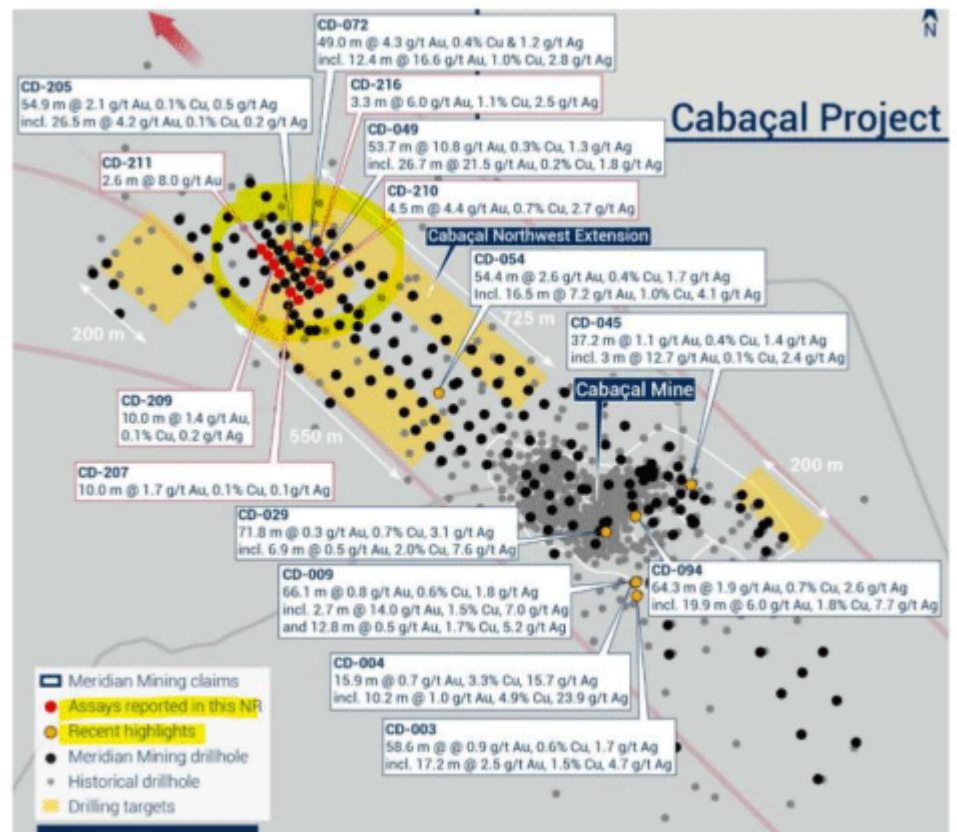 N
Cabaçal Project
CD-072
49.0 m @ 4.3 g/t Au, 0.4% Cu & 1.2 g/t Ag
incl. 12.4 m @ 16.6 g/t Au, 1.0% Cu, 2.8 g/t Ag
CD-205
54.9 m @ 2.1 g/t Au, 0.1% Cu, 0.5 g/t Ag
incl. 26.5 m @ 4.2 g/t Au, 0.1% Cu, 0.2 g/t Ag
CD-216
3.3 m @ 6.0 g/t Au, 1.1% Cu, 2.5 g/t Ag
CD-049
53.7 m @ 10.8 g/t Au, 0.3% Cu, 1.3 g/t Ag
incl. 26.7 m @ 21.5 g/t Au, 0.2% Cu, 1.8 g/t Ag
CD-211
2.6 m @ 8.0 g/t Au
CD-210
4.5 m @ 4.4 g/t Au, 0.7% Cu, 2.7 g/t Ag
Cabaçal Northwest Extension
CD-054
54.4 m @ 2.6 g/t Au, 0.4% Cu, 1.7 g/t Ag
Incl. 16.5 m @ 7.2 g/t Au, 1.0% Cu, 4.1 g/t Ag
725 m
200 m
CD-045
37.2 m @ 1.1 g/t Au, 0.4% Cu, 1.4 g/t Ag
incl. 3 m @ 12.7 g/t Au, 0.1% Cu, 2.4 g/t Ag
Cabaçal Mine
CD-209
10.0 m @ 1.4 g/t Au,
0.1% Cu, 0.2 g/t Ag
550 m
200 m
CD-207
10.0 m @ 1.7 g/t Au, 0.1% Cu, 0.1g/t Ag
CD-029
71.8 m @ 0.3 g/t Au, 0.7% Cu, 3.1 g/t Ag
incl. 6.9 m @ 0.5 g/t Au, 2.0% Cu, 7.6 g/t Ag
CD-009
66.1 m @ 0.8 g/t Au, 0.6% Cu, 1.8 g/t Ag
incl. 2.7 m @ 14.0 g/t Au, 1.5% Cu, 7.0 g/t Ag
and 12.8 m @ 0.5 g/t Au, 1.7% Cu, 5.2 g/t Ag
CD-094
64.3 m @ 1.9 g/t Au, 0.7% Cu, 2.6 g/t Ag
incl. 19.9 m @ 6.0 g/t Au, 1.8% Cu, 7.7 g/t Ag
CD-004
15.9 m @ 0.7 g/t Au, 3.3% Cu, 15.7 g/t Ag
incl. 10.2 m @ 1.0 g/t Au, 4.9% Cu, 23.9 g/t Ag
CD-003
58.6 m @ @ 0.9 g/t Au, 0.6% Cu, 1.7 g/t Ag
incl. 17.2 m @ 2.5 g/t Au, 1.5% Cu, 4.7 g/t Ag
Meridian Mining claims
Assays reported in this NR
Recent highlights
Meridian Mining drillhole
Historical drillhole
Drilling targets